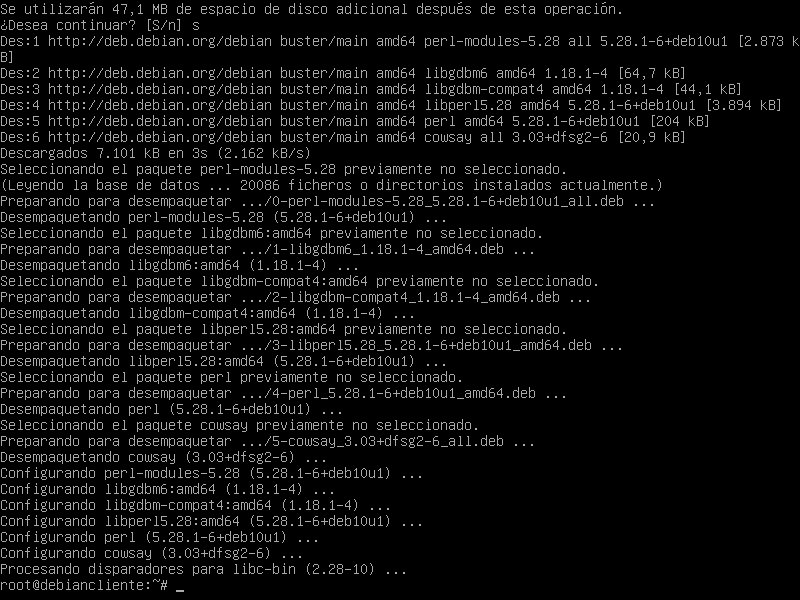 Se utilizarán 47,1 MB de espacio de disco adicional después de esta operación.
¿Desea continuar? [S/n] s
Des:1 http://deb.debian.org/debian buster/main amd64 perl-modules-5.28 all 5.28.1-6+deb10u1 [2.873 k
B]
Des:2 http://deb.debian.org/debian buster/main amd64 libgdbm6 amd64 1.18.1-4 [64,7 kB]
Des:3 http://deb.debian.org/debian buster/main amd64 libgdbm-compat4 amd64 1.18.1-4 [44,1 kB]
Des:4 http://deb.debian.org/debian buster/main amd64 libperl5.28 amd64 5.28.1-6+deb10u1 [3.894 kB]
Des:5 http://deb.debian.org/debian buster/main amd64 perl amd64 5.28.1-6+deb10u1 [204 kB]
Des:6 http://deb.debian.org/debian buster/main amd64 cowsay all 3.03+dfsg2-6 [20,9 kB]
Descargados 7.101 kB en 3s (2.162 kB/s)
Seleccionando el paquete perl-modules-5.28 previamente no seleccionado.
(Leyendo la base de datos ... 20086 ficheros o directorios instalados actualmente.)
Preparando para desempaquetar .../0-perl-modules-5.28_5.28.1-6+deb10u1_all.deb ...
Desempaquetando perl-modules-5.28 (5.28.1-6+deb10u1) ...
Seleccionando el paquete libgdbm6:amd64 previamente no seleccionado.
Preparando para desempaquetar .../1-libgdbm6_1.18.1-4_amd64.deb ...
Desempaquetando libgdbm6:amd64 (1.18.1-4) ...
Seleccionando el paquete libgdbm-compat4:amd64 previamente no seleccionado.
Preparando para desempaquetar .../2-libgdbm-compat4_1.18.1-4_amd64.deb ...
Desempaquetando libgdbm-compat4:amd64 (1.18.1-4) ...
Seleccionando el paquete libperl5.28:amd64 previamente no seleccionado.
Preparando para desempaquetar .../3-libperl5.28_5.28.1-6+deb10u1_amd64.deb ...
Desempaquetando libperl5.28:amd64 (5.28.1-6+deb10u1) ...
Seleccionando el paquete perl previamente no seleccionado.
Preparando para desempaquetar .../4-perl_5.28.1-6+deb10u1_amd64.deb ...
Desempaquetando perl (5.28.1-6+deb10u1) ...
Seleccionando el paquete cowsay previamente no seleccionado.
Preparando para desempaquetar .../5-cowsay_3.03+dfsg2-6_all.deb ...
Desempaquetando cowsay (3.03+dfsg2-6) ...
Configurando perl-modules-5.28 (5.28.1-6+deb10u1) ...
Configurando libgdbm6:amd64 (1.18.1-4) ...
Configurando libgdbm-compat4:amd64 (1.18.1-4) ...
Configurando libperl5.28:amd64 (5.28.1-6+deb10u1) ...
Configurando perl (5.28.1-6+deb10u1) ...
Configurando cowsay (3.03+dfsg2-6) ...
Procesando disparadores para libc-bin (2.28-10) ...
root@debiancliente:~# _